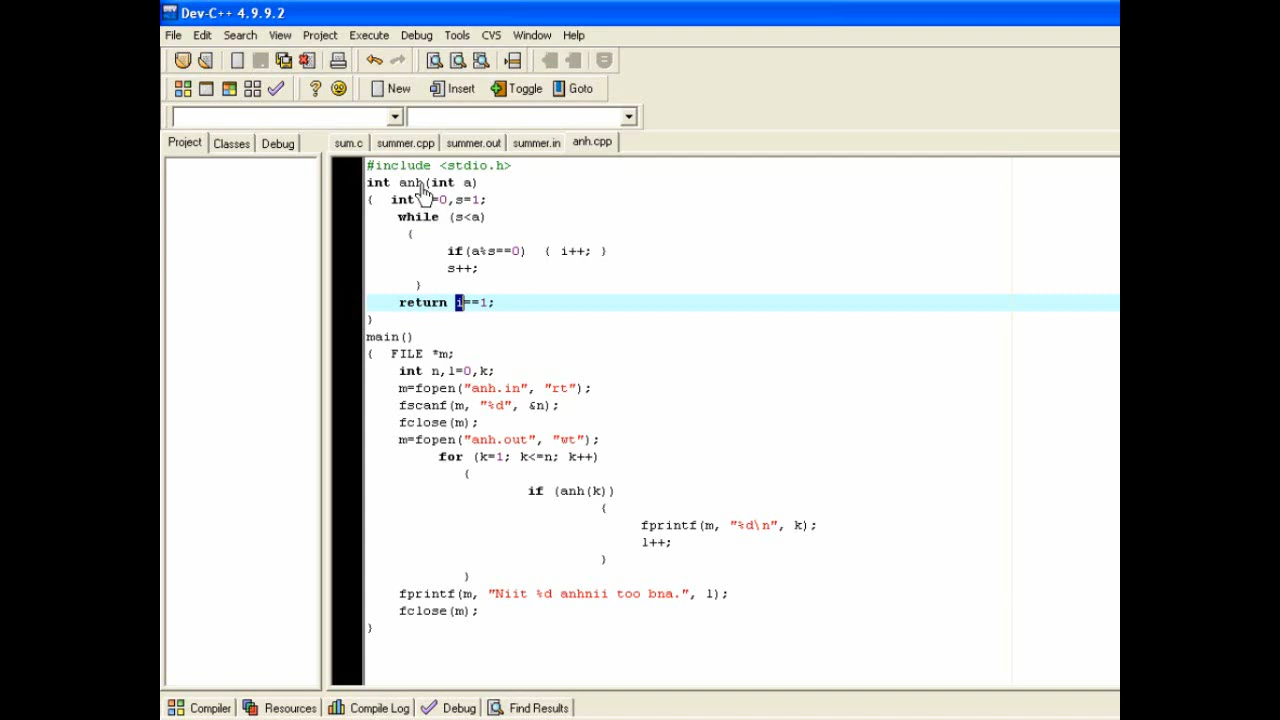 Dev-C++ 4.9.9.2
File Edit Search View Project Execute Debug Tools CVS Window Help
New Insert Toggle Goto
Project Classes Debug sum.c summer.cpp summer.out summer.in anh.cpp
#include <stdio.h>
int anh(int a)
{ int =0,s=1;
while (s<a)
{
if(a%s==0) { i++; }
s++;
}
return i==1;
}
main()
{ FILE *m;
int n,l=0,k;
m=fopen("anh.in", "rt");
fscanf(m, "%d", &n);
fclose(m);
m=fopen("anh.out", "wt");
for (k=1; k<=n; k++)
{
if (anh(k))
{
fprintf(m, "%d\n", k);
l++;
}
}
fprintf(m, "Niit %d anhnii too bna.", l);
fclose(m);
}
Compiler Resources Compile Log Debug Find Results